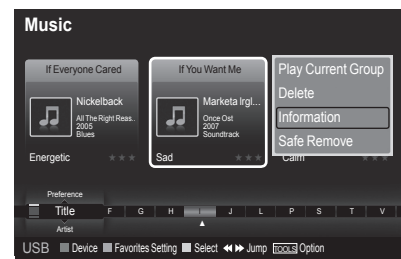 Music
If Everyone Cared
Nickelback
All The Right Reas..
2005
Blues
Energetic
If You Want Me
Marketa Irgl...
Once Ost
2007
Soundtrack
Sad
Play Current Group
Delete
Information
Safe Remove
Calm
Preference
Title F G H I J L P S T V
Artist
USB Device Favorites Setting Select Jump TOOLS Option